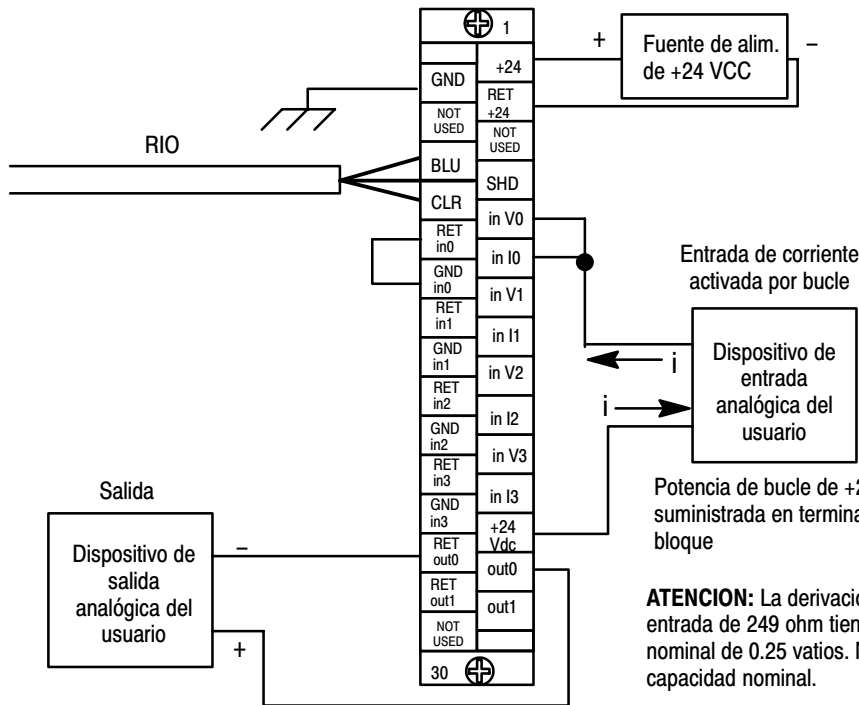 1
+
Fuente de alim.
de +24 VCC
−
GND
+24
RET
+24
NOT
USED
NOT
USED
RIO
BLU
SHD
CLR
in V0
RET
in0
in I0
GND
in0
in V1
RET
in1
in I1
GND
in1
in V2
RET
in2
in I2
GND
in2
in V3
RET
in3
in I3
GND
in3
+24
Vdc
RET
out0
out0
RET
out1
out1
NOT
USED
30
Entrada de corriente
activada por bucle
Dispositivo de
entrada
analógica del
usuario
i
i
Potencia de bucle de
suministrada en
bloque
ATENCION: La
entrada de 249 ohm
nominal de 0.25 vatios.
capacidad nominal.
Salida
Dispositivo de
salida
analógica del
usuario
−
+